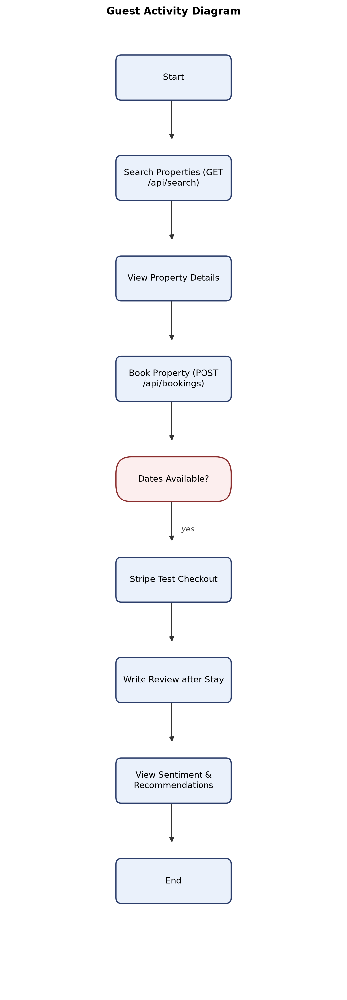 Guest Activity Diagram
Start
Search Properties (GET
/api/search)
View Property Details
Book Property (POST
/api/bookings)
Dates Available?
yes
Stripe Test Checkout
Write Review after Stay
View Sentiment &
Recommendations
End